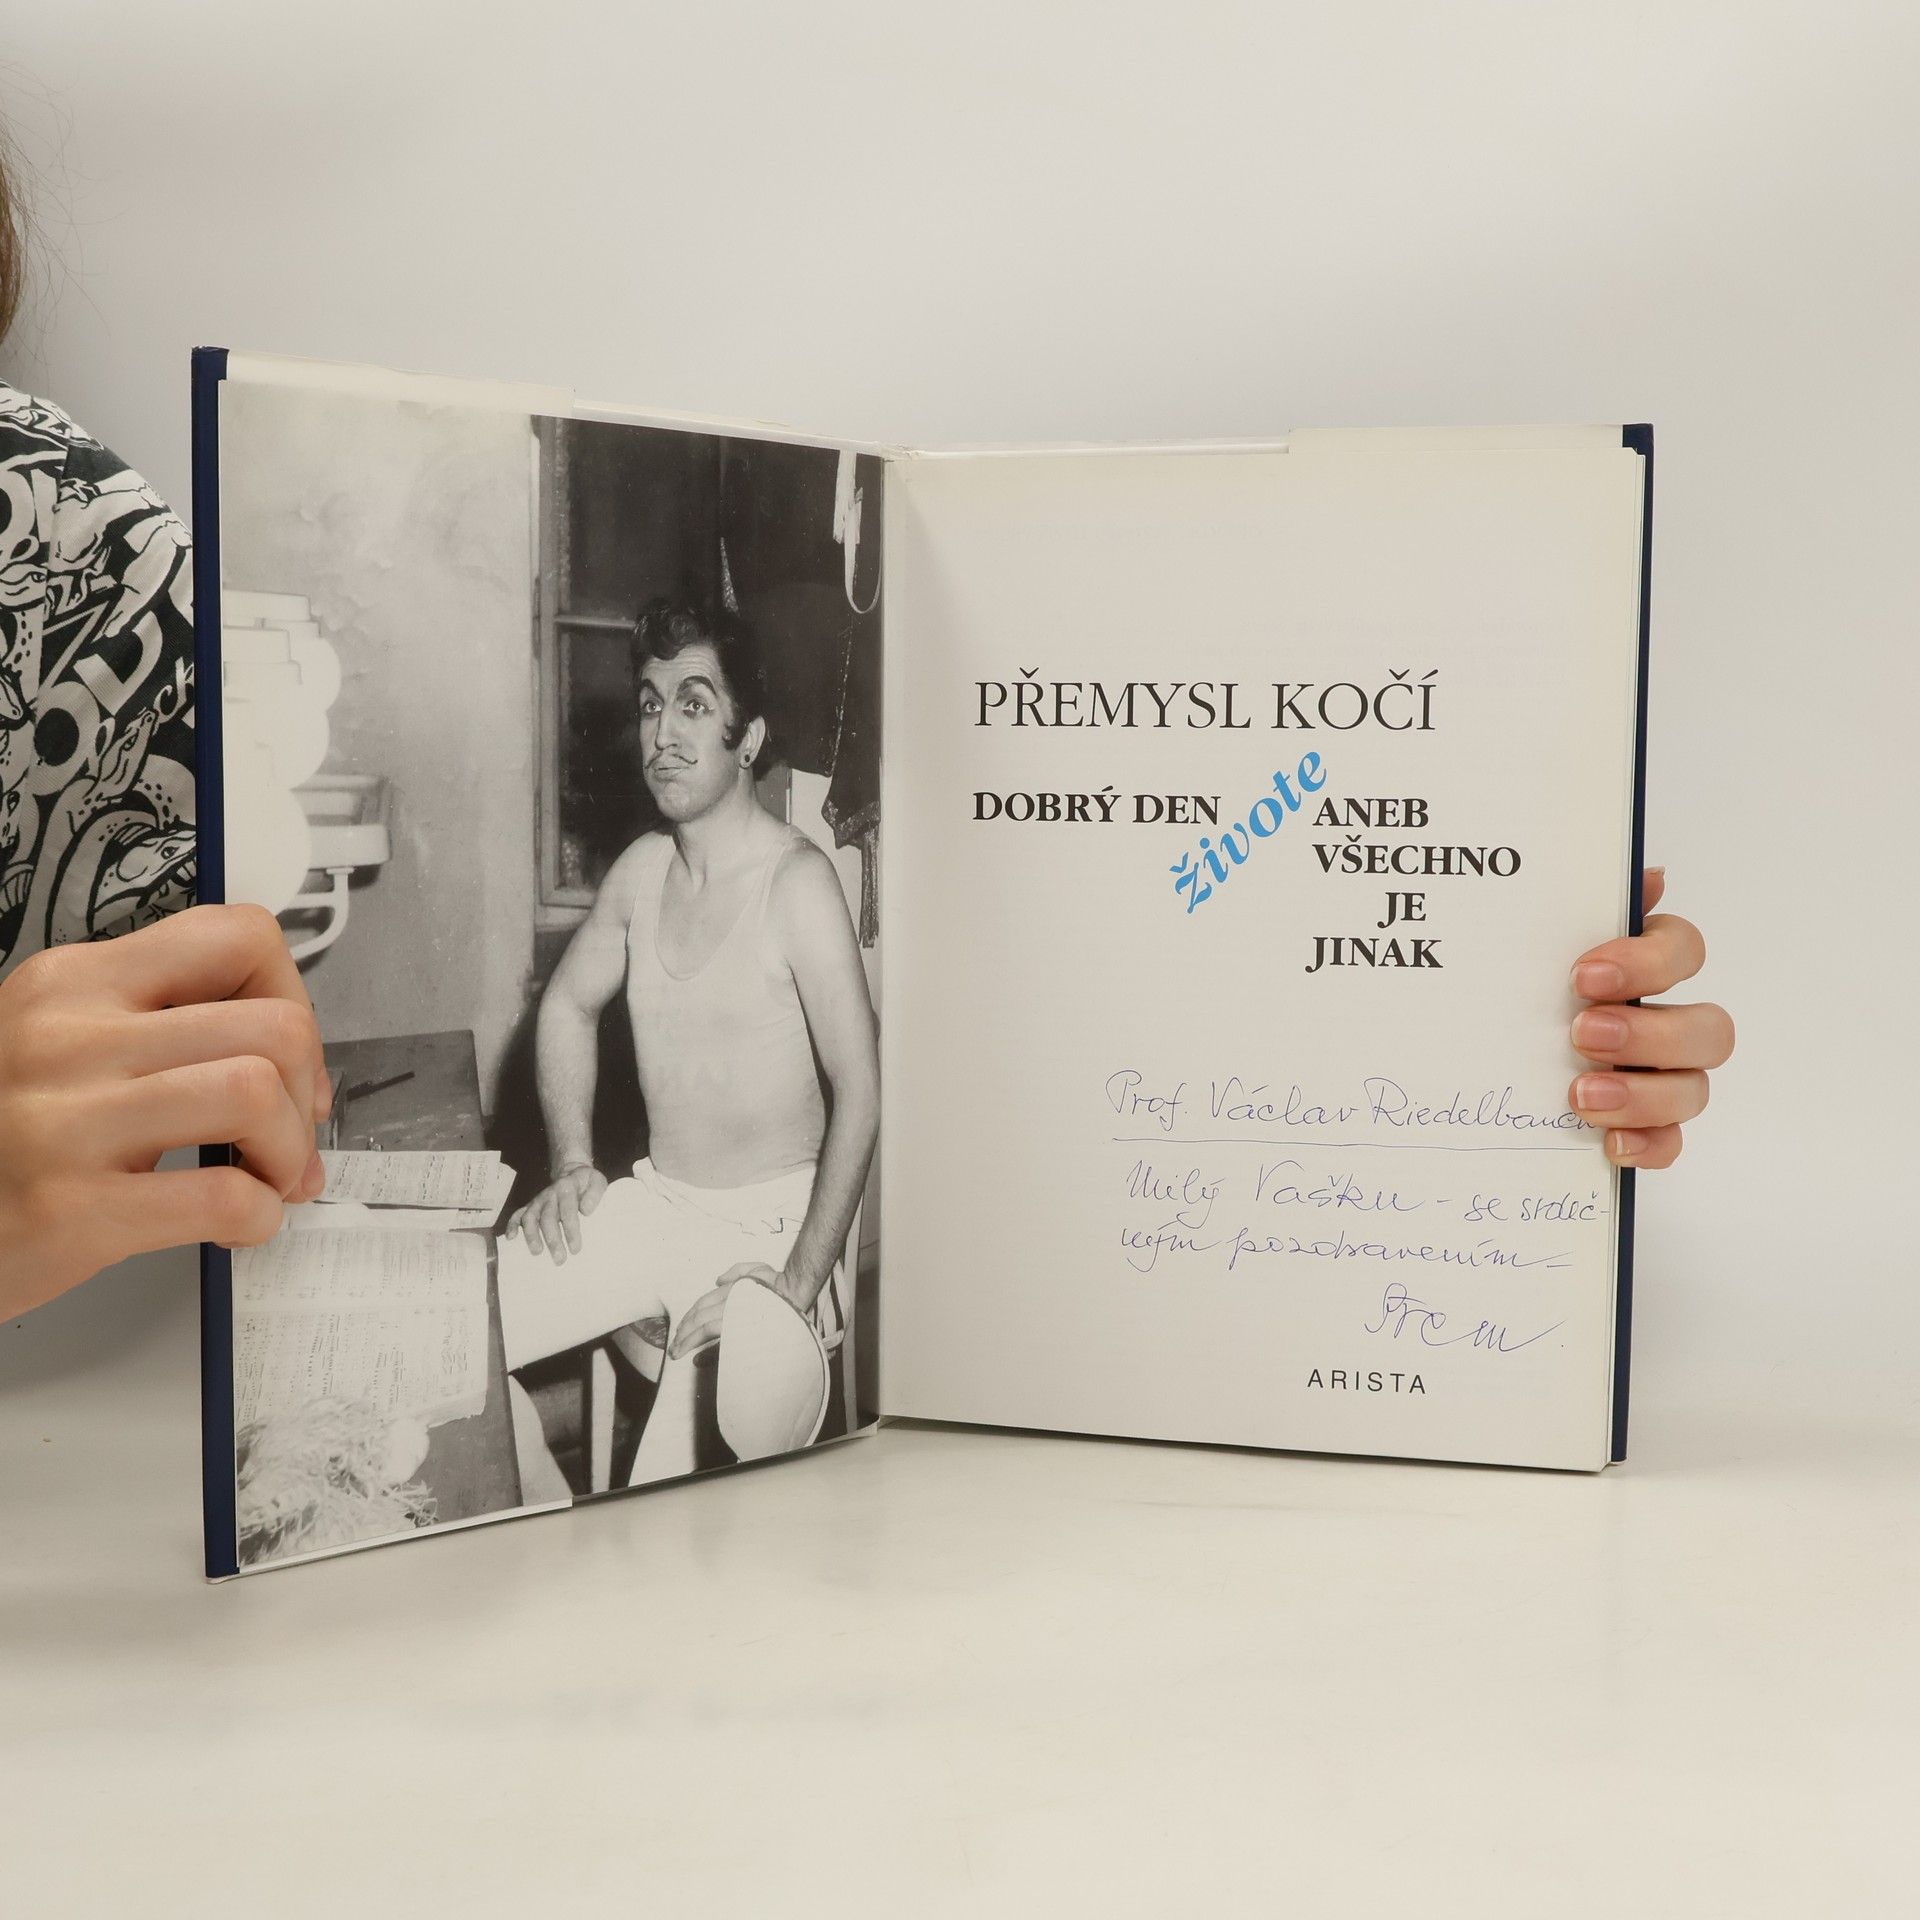 PŘEMYSL KOČÍ
DOBRÝ DEN živote ANEB
VŠECHNO
JE
JINAK
Prof. Václav Riedelbauch
Milý Vašku - se srdeč-
ným pozdravením -
Přem.
ARISTA